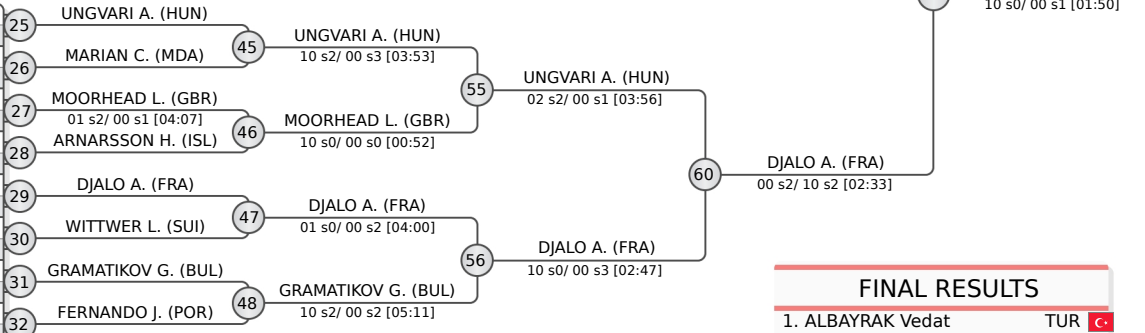 10 s0/ 00 s1 [01:50]
25
UNGVARI A. (HUN)
45
UNGVARI A. (HUN)
10 s2/ 00 s3 [03:53]
26
MARIAN C. (MDA)
55
UNGVARI A. (HUN)
02 s2/ 00 s1 [03:56]
27
MOORHEAD L. (GBR)
01 s2/ 00 s1 [04:07]
46
MOORHEAD L. (GBR)
10 s0/ 00 s0 [00:52]
28
ARNARSSON H. (ISL)
60
DJALO A. (FRA)
00 s2/ 10 s2 [02:33]
29
DJALO A. (FRA)
47
DJALO A. (FRA)
01 s0/ 00 s2 [04:00]
30
WITTWER L. (SUI)
56
DJALO A. (FRA)
10 s0/ 00 s3 [02:47]
31
GRAMATIKOV G. (BUL)
48
GRAMATIKOV G. (BUL)
10 s2/ 00 s2 [05:11]
32
FERNANDO J. (POR)
FINAL RESULTS
1. ALBAYRAK Vedat TUR